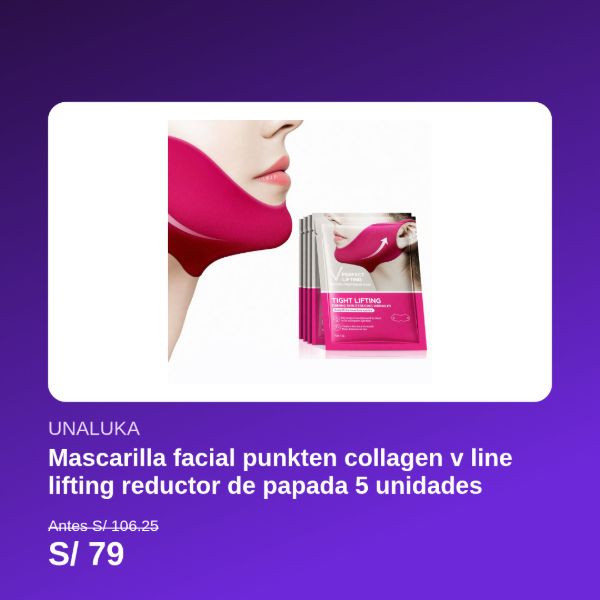 PERFECT
LIFTING
TIGHT LIFTING
UNALUKA
Mascarilla facial punkten collagen v line
lifting reductor de papada 5 unidades
Antes S/ 106.25
S/ 79